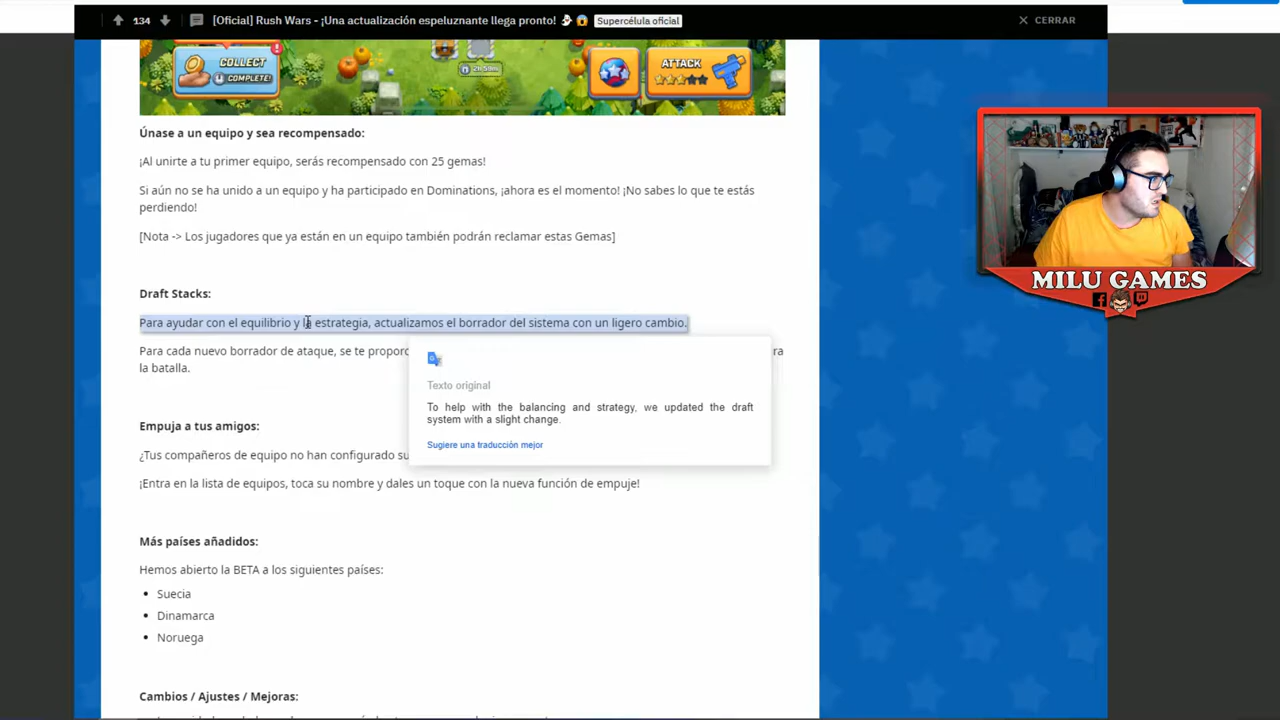 134 [Oficial] Rush Wars - ¡Una actualización espeluznante llega pronto! 👻😱 Supercélula oficial × CERRAR
COLLECT
COMPLETE!
2h 59m
ATTACK
Únase a un equipo y sea recompensado:
¡Al unirte a tu primer equipo, serás recompensado con 25 gemas!
Si aún no se ha unido a un equipo y ha participado en Dominations, ¡ahora es el momento! ¡No sabes lo que te estás
perdiendo!
[Nota -> Los jugadores que ya están en un equipo también podrán reclamar estas Gemas]
MILU GAMES
Draft Stacks:
Para ayudar con el equilibrio y la estrategia, actualizamos el borrador del sistema con un ligero cambio.
Para cada nuevo borrador de ataque, se te propor
la batalla.
Texto original
To help with the balancing and strategy, we updated the draft
system with a slight change.
Sugiere una traducción mejor
Empuja a tus amigos:
¿Tus compañeros de equipo no han configurado su
¡Entra en la lista de equipos, toca su nombre y dales un toque con la nueva función de empuje!
Más países añadidos:
Hemos abierto la BETA a los siguientes países:
• Suecia
• Dinamarca
• Noruega
Cambios / Ajustes / Mejoras: